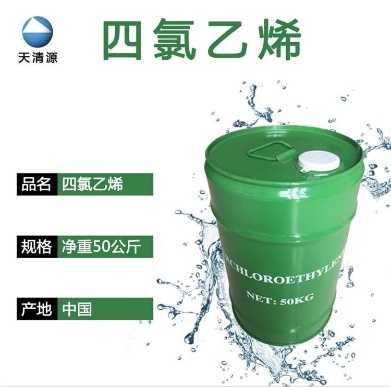 天清源
四氯乙烯
品名 四氯乙烯
规格 净重50公斤
产地 中国
RCHLOROETHYLEN
NET: 50KG